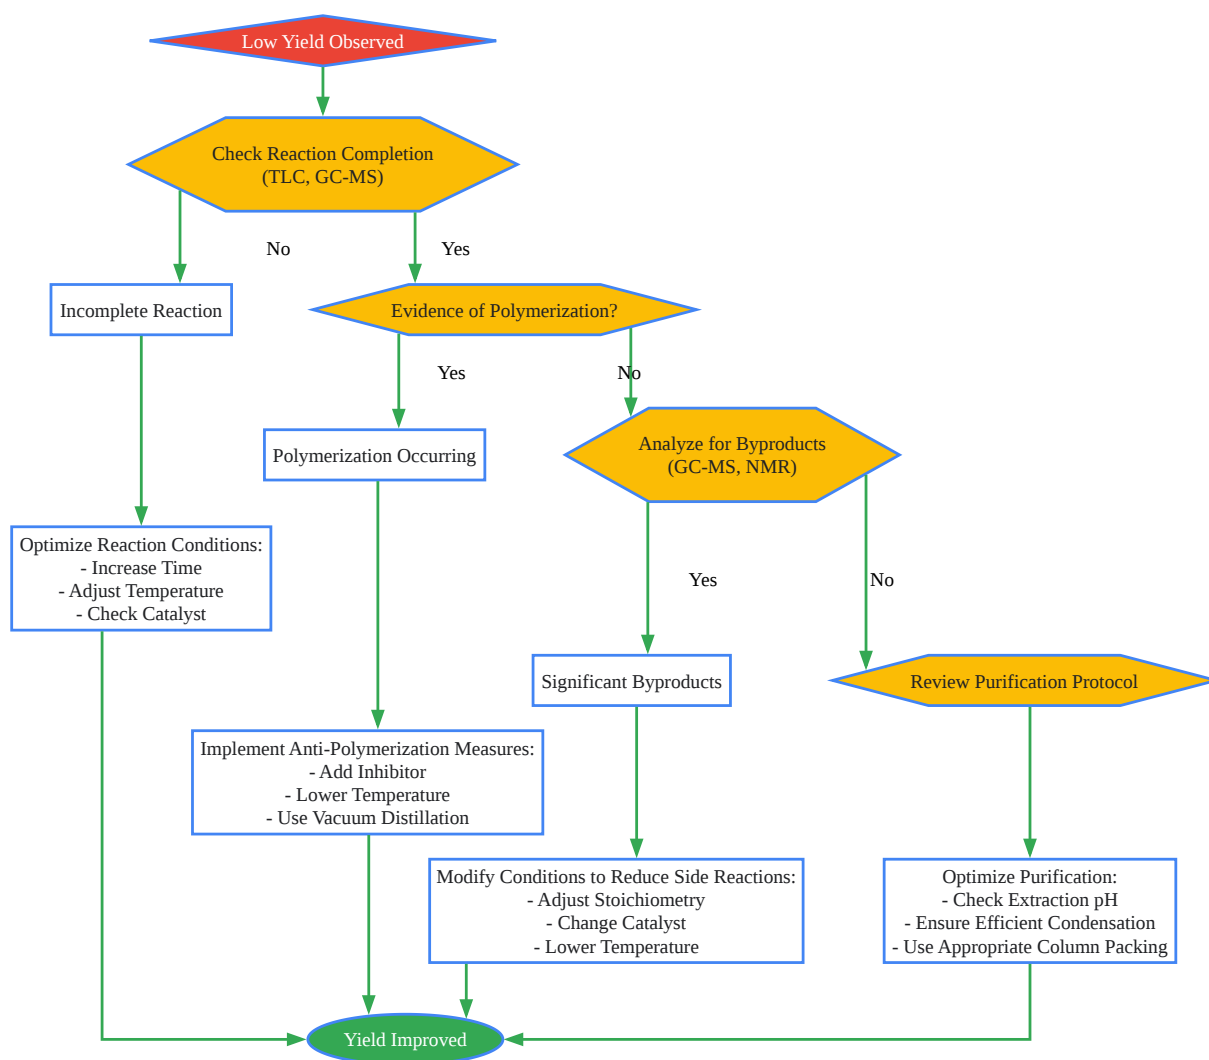 Low Yield Observed
Check Reaction Completion
(TLC, GC-MS)
No
Yes
Incomplete Reaction
Evidence of Polymerization?
Yes
No
Polymerization Occurring
Analyze for Byproducts
(GC-MS, NMR)
Optimize Reaction Conditions:
- Increase Time
- Adjust Temperature
- Check Catalyst
Yes
No
Significant Byproducts
Review Purification Protocol
Implement Anti-Polymerization Measures:
- Add Inhibitor
- Lower Temperature
- Use Vacuum Distillation
Modify Conditions to Reduce Side Reactions:
- Adjust Stoichiometry
- Change Catalyst
- Lower Temperature
Optimize Purification:
- Check Extraction pH
- Ensure Efficient Condensation
- Use Appropriate Column Packing
Yield Improved